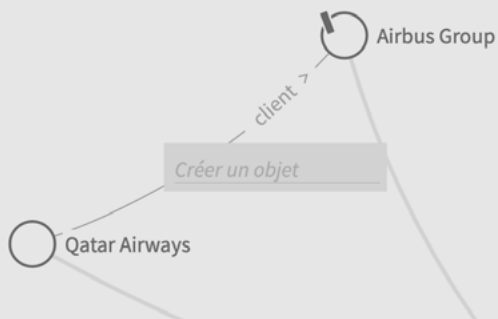 Airbus Group
client >
Créer un objet
Qatar Airways